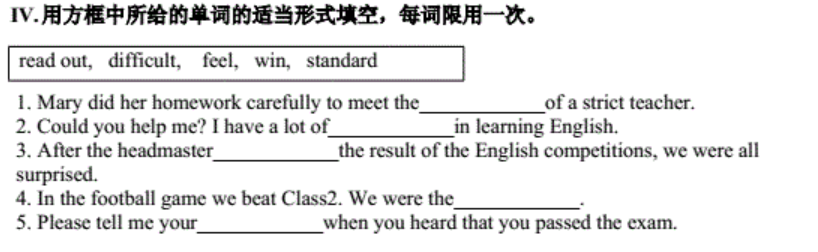 IV.用方框中所给的单词的适当形式填空，每词限用一次。
read out, difficult, feel, win, standard
1. Mary did her homework carefully to meet the____________of a strict teacher.
2. Could you help me? I have a lot of____________in learning English.
3. After the headmaster____________the result of the English competitions, we were all
surprised.
4. In the football game we beat Class2. We were the____________.
5. Please tell me your____________when you heard that you passed the exam.